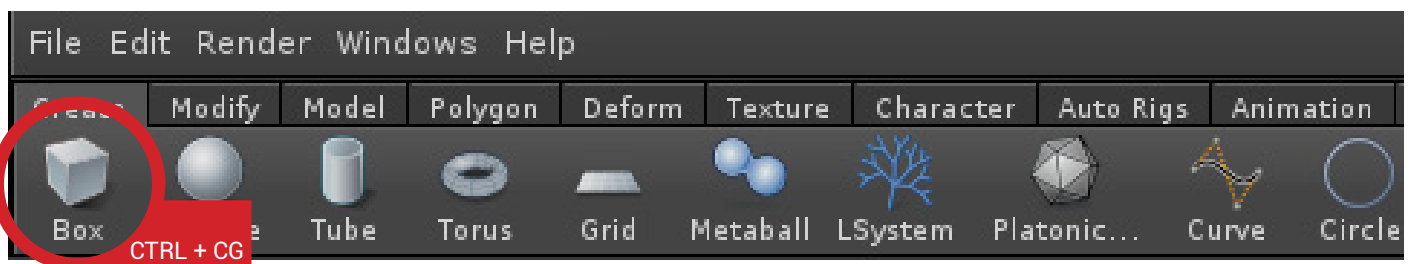 File Edit Render Windows Help
Modify Model Polygon Deform Texture Character Auto Rigs Animation
Box Tube Torus Grid Metaball LSystem Platonic... Curve Circle
CTRL + CG